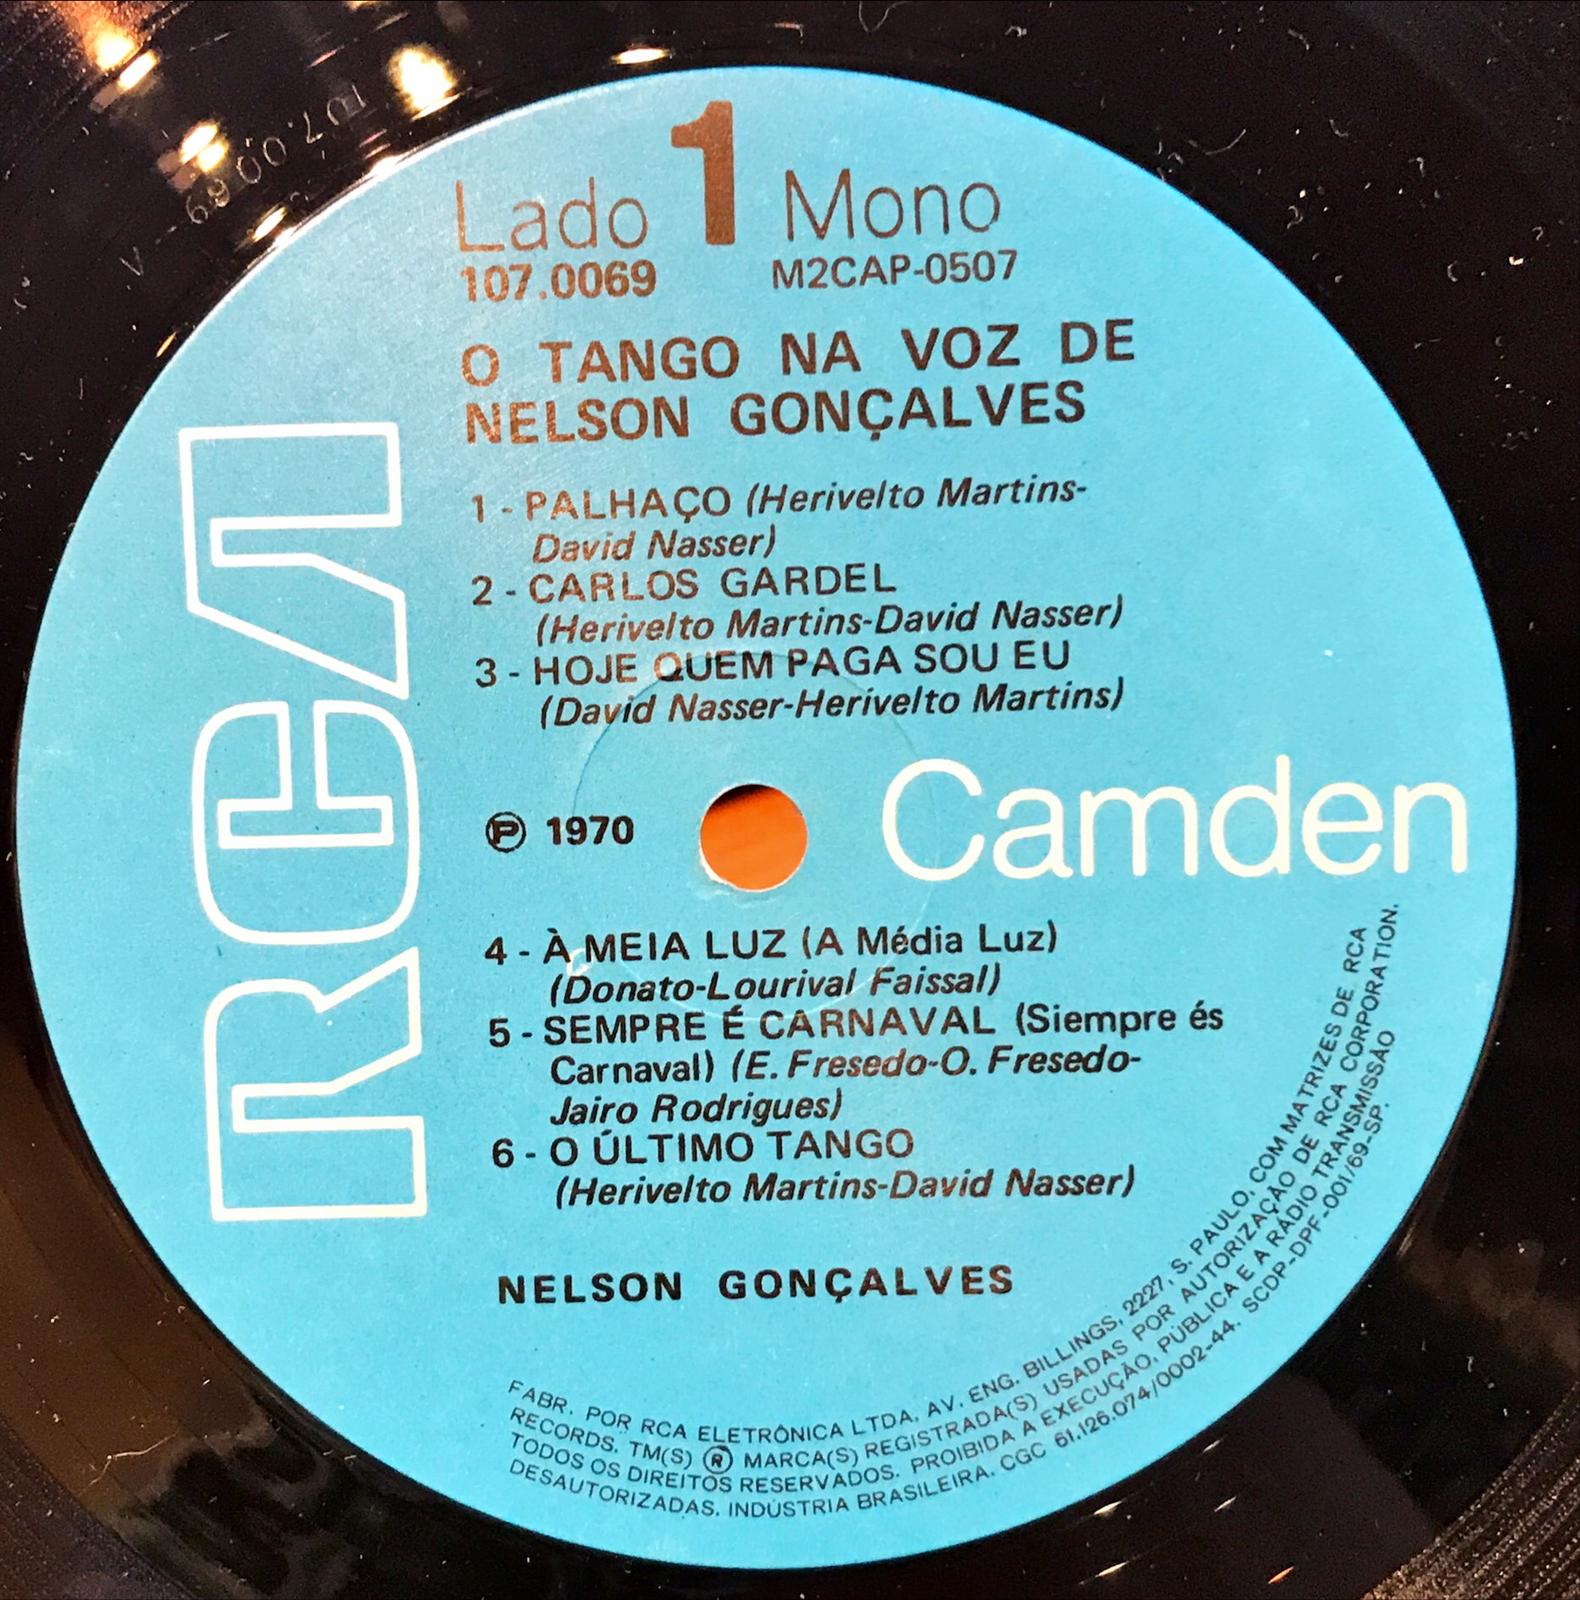 V-107.0069
Lado 1 Mono
107.0069 M2CAP-0507
O TANGO NA VOZ DE
NELSON GONÇALVES
1 - PALHAÇO (Herivelto Martins-
David Nasser)
2 - CARLOS GARDEL
(Herivelto Martins-David Nasser)
3 - HOJE QUEM PAGA SOU EU
(David Nasser-Herivelto Martins)
RCA
℗ 1970
Camden
4 - À MEIA LUZ (A Média Luz)
(Donato-Lourival Faissal)
5 - SEMPRE É CARNAVAL (Siempre és
Carnaval) (E. Fresedo-O. Fresedo-
Jairo Rodrigues)
6 - O ÚLTIMO TANGO
(Herivelto Martins-David Nasser)
NELSON GONÇALVES
FABR. POR RCA ELETRÔNICA LTDA. AV. ENG. BILLINGS, 2227, S. PAULO, COM MATRIZES DE RCA
RECORDS. TM(S) ® MARCA(S) REGISTRADA(S) USADAS POR AUTORIZAÇÃO DE RCA CORPORATION.
TODOS OS DIREITOS RESERVADOS. PROIBIDA A EXECUÇÃO, PÚBLICA E A RÁDIO TRANSMISSÃO
DESAUTORIZADAS. INDÚSTRIA BRASILEIRA. CGC 61.126.074/0002-44. SCDP-DPF-001/69-SP.